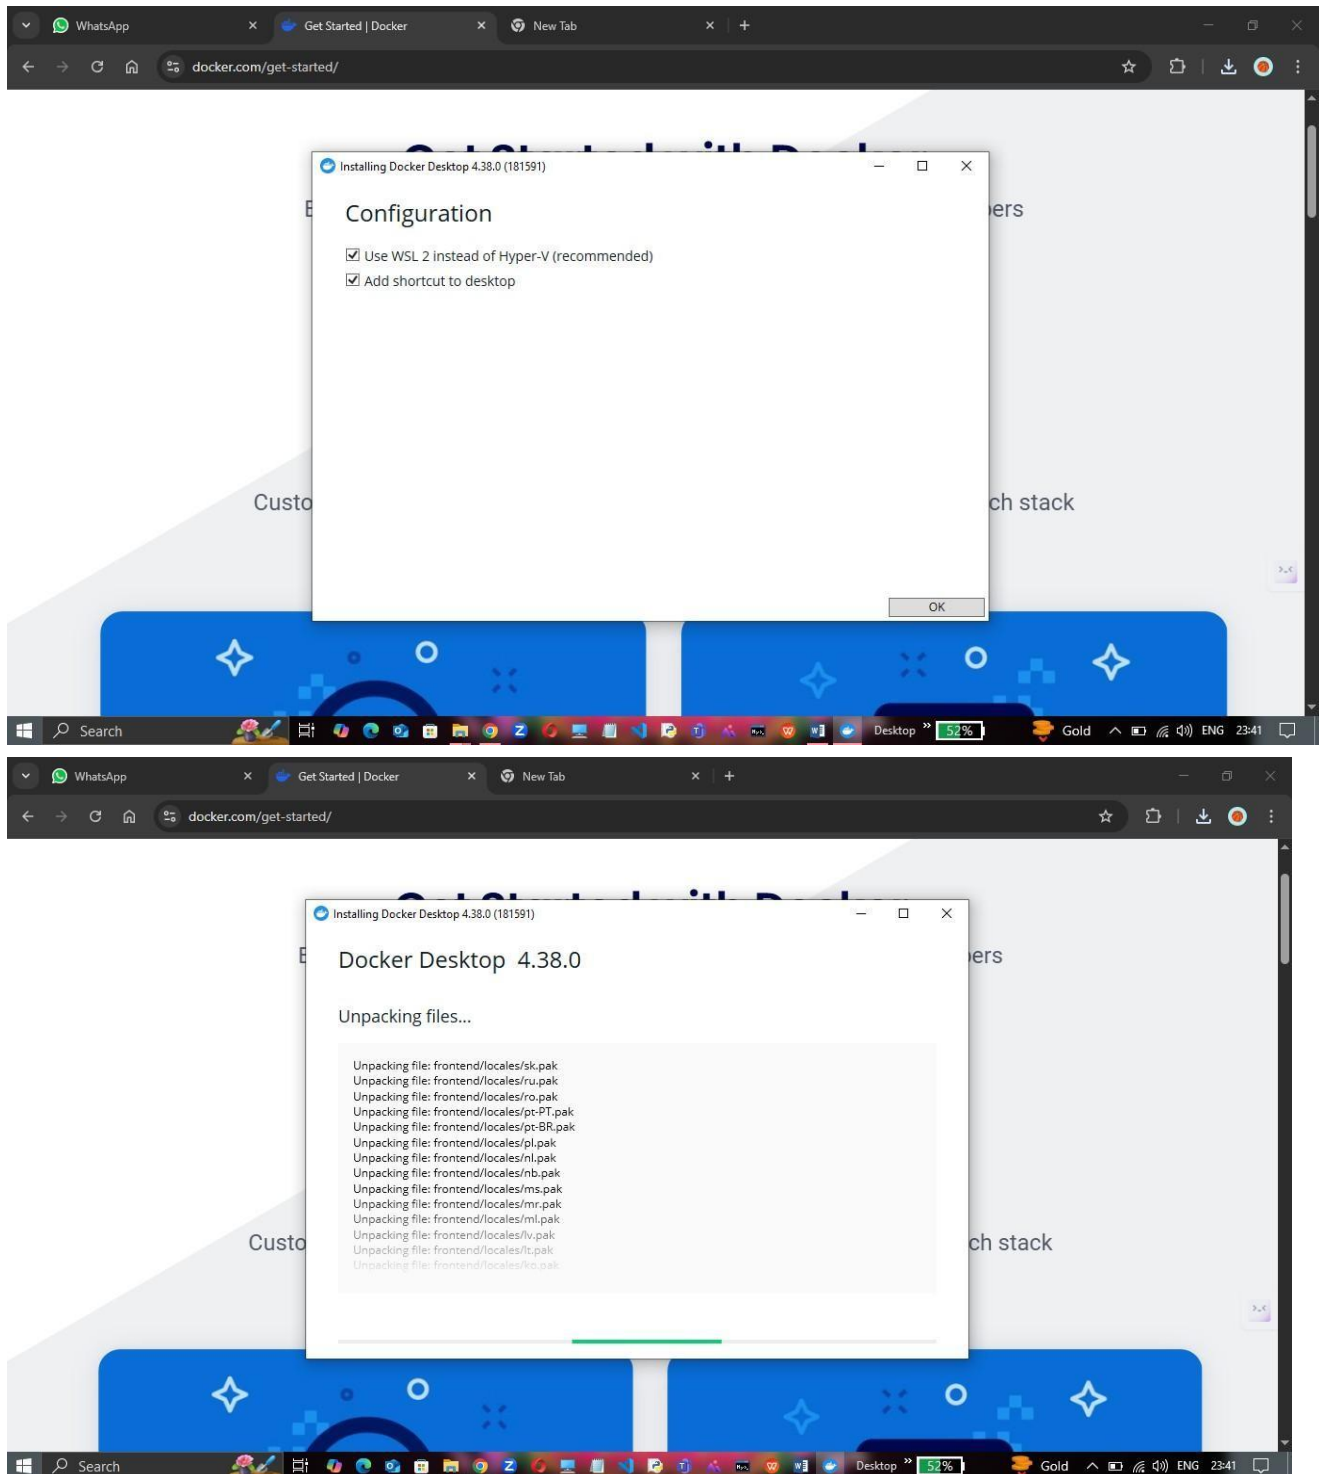 WhatsApp
Get Started | Docker
New Tab
docker.com/get-started/
Installing Docker Desktop 4.38.0 (181591)
Configuration
Use WSL 2 instead of Hyper-V (recommended)
Add shortcut to desktop
OK
ers
Custo
ch stack
Search
Desktop
52%
Gold
ENG
23:41
WhatsApp
Get Started | Docker
New Tab
docker.com/get-started/
Installing Docker Desktop 4.38.0 (181591)
Docker Desktop 4.38.0
Unpacking files...
Unpacking file: frontend/locales/sk.pak
Unpacking file: frontend/locales/ru.pak
Unpacking file: frontend/locales/ro.pak
Unpacking file: frontend/locales/pt-PT.pak
Unpacking file: frontend/locales/pt-BR.pak
Unpacking file: frontend/locales/pl.pak
Unpacking file: frontend/locales/nl.pak
Unpacking file: frontend/locales/nb.pak
Unpacking file: frontend/locales/ms.pak
Unpacking file: frontend/locales/mr.pak
Unpacking file: frontend/locales/ml.pak
Unpacking file: frontend/locales/lv.pak
Unpacking file: frontend/locales/lt.pak
Unpacking file: frontend/locales/ko.pak
ers
Custo
ch stack
Search
Desktop
52%
Gold
ENG
23:41